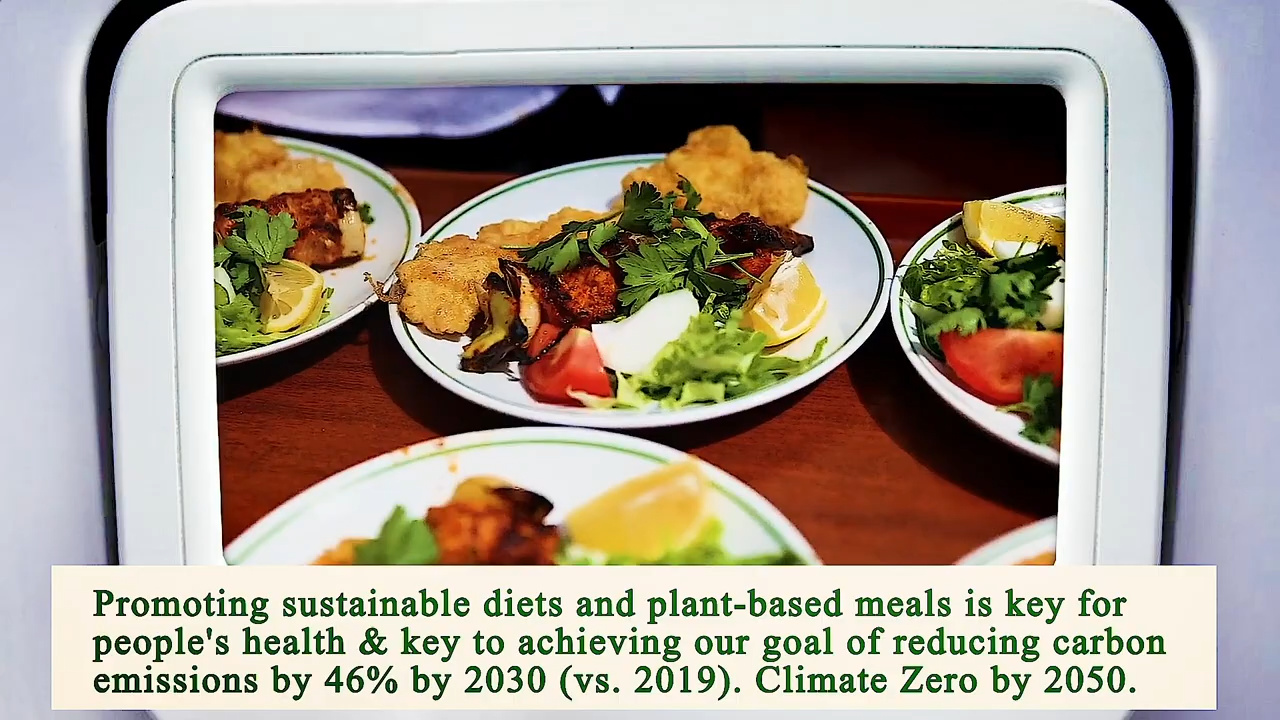 Promoting sustainable diets and plant-based meals is key for
people's health & key to achieving our goal of reducing carbon
emissions by 46% by 2030 (vs. 2019). Climate Zero by 2050.